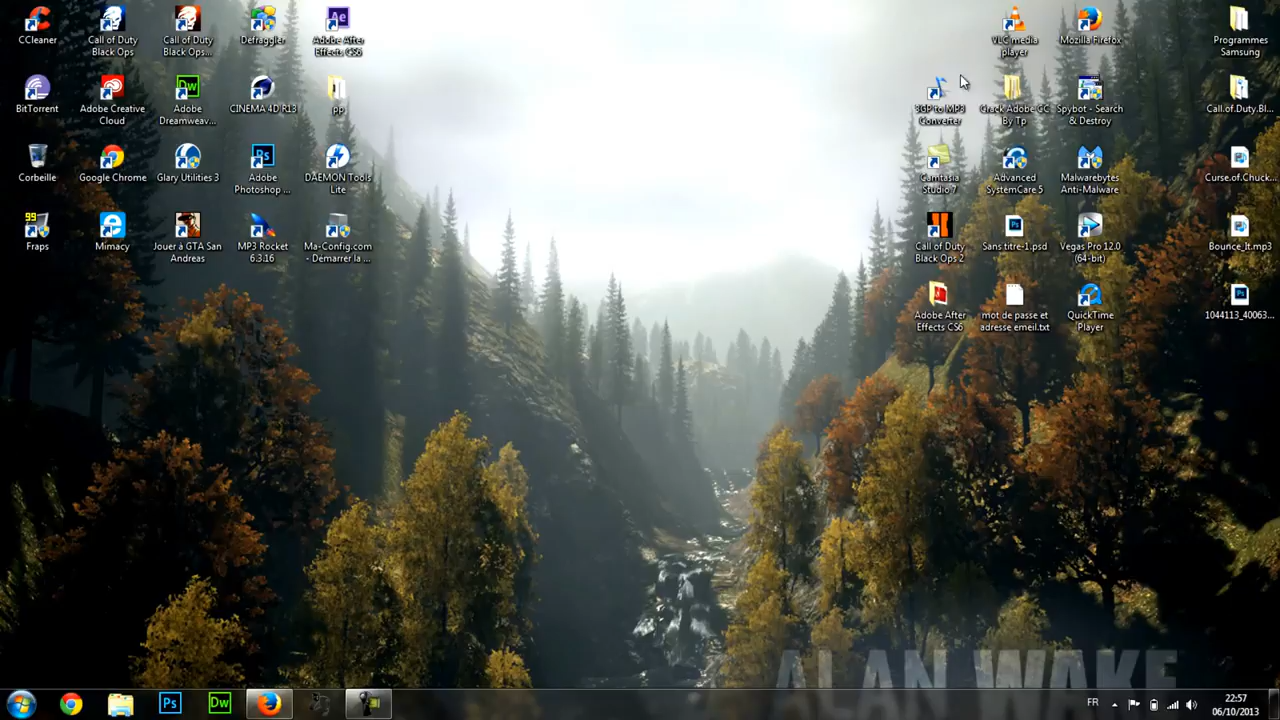 CCleaner
Call of Duty
Black Ops
Call of Duty
Black Ops...
Defraggler
Adobe After
Effects CS6
VLC media
player
Mozilla Firefox
Programmes
Samsung
BitTorrent
Adobe Creative
Cloud
Adobe
Dreamweav...
CINEMA 4D R13
pp
3GP to MP3
Converter
Crack Adobe CC
By Tp
Spybot - Search
& Destroy
Call.of.Duty.Bl...
Corbeille
Google Chrome
Glary Utilities 3
Adobe
Photoshop ...
DAEMON Tools
Lite
Camtasia
Studio 7
Advanced
SystemCare 5
Malwarebytes
Anti-Malware
Curse.of.Chuck...
Fraps
Mimacy
Jouer à GTA San
Andreas
MP3 Rocket
6.3.16
Ma-Config.com
- Démarrer la ...
Call of Duty
Black Ops 2
Sans titre-1.psd
Vegas Pro 12.0
(64-bit)
Bounce_It.mp3
Adobe After
Effects CS6
mot de passe et
adresse emeil.txt
QuickTime
Player
1044113_40063...
ALAN WAKE
FR
22:57
06/10/2013